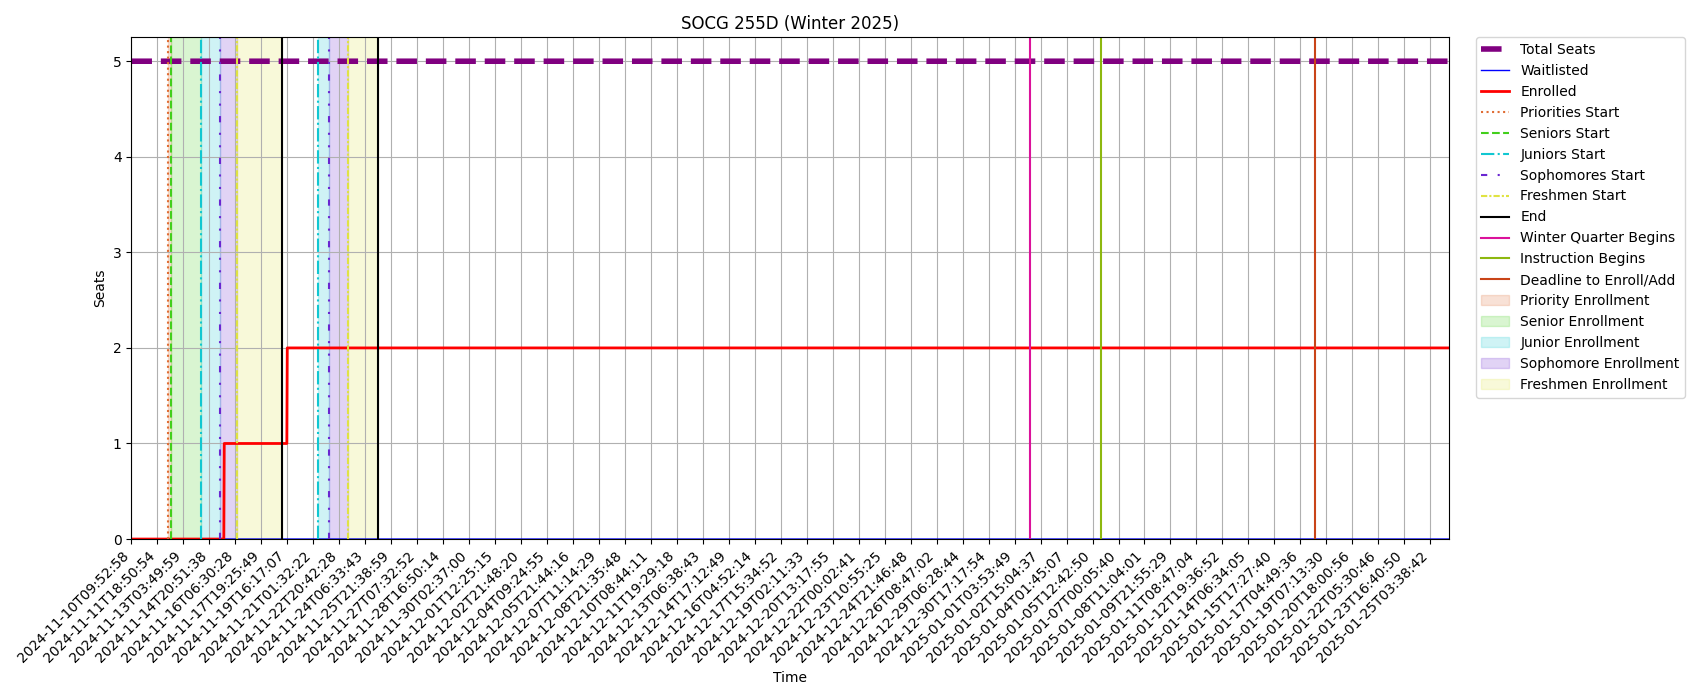 SOCG 255D (Winter 2025)
Seats
5
4
3
2
1
0
2024-11-10T09:52:58
2024-11-11T18:50:54
2024-11-13T03:49:59
2024-11-14T20:51:38
2024-11-16T06:30:28
2024-11-17T19:25:49
2024-11-19T16:17:07
2024-11-21T01:32:22
2024-11-22T20:42:28
2024-11-24T06:33:43
2024-11-25T21:38:59
2024-11-27T07:32:52
2024-11-28T16:50:14
2024-11-30T02:37:00
2024-12-01T12:25:15
2024-12-02T21:48:20
2024-12-04T09:24:55
2024-12-05T21:44:16
2024-12-07T11:14:29
2024-12-08T21:35:48
2024-12-10T08:44:11
2024-12-11T19:29:18
2024-12-13T06:38:43
2024-12-14T17:12:49
2024-12-16T04:52:14
2024-12-17T15:34:52
2024-12-19T02:11:33
2024-12-20T13:17:55
2024-12-22T00:02:41
2024-12-23T10:55:25
2024-12-24T21:46:48
2024-12-26T08:47:02
2024-12-29T06:28:44
2024-12-30T17:17:54
2025-01-01T03:53:49
2025-01-02T15:04:37
2025-01-04T01:45:07
2025-01-05T12:42:50
2025-01-07T00:05:40
2025-01-08T11:04:01
2025-01-09T21:55:29
2025-01-11T08:47:04
2025-01-12T19:36:52
2025-01-14T06:34:05
2025-01-15T17:27:40
2025-01-17T04:49:36
2025-01-19T07:13:30
2025-01-20T18:00:56
2025-01-22T05:30:46
2025-01-23T16:40:50
2025-01-25T03:38:42
Time
Total Seats
Waitlisted
Enrolled
Priorities Start
Seniors Start
Juniors Start
Sophomores Start
Freshmen Start
End
Winter Quarter Begins
Instruction Begins
Deadline to Enroll/Add
Priority Enrollment
Senior Enrollment
Junior Enrollment
Sophomore Enrollment
Freshmen Enrollment